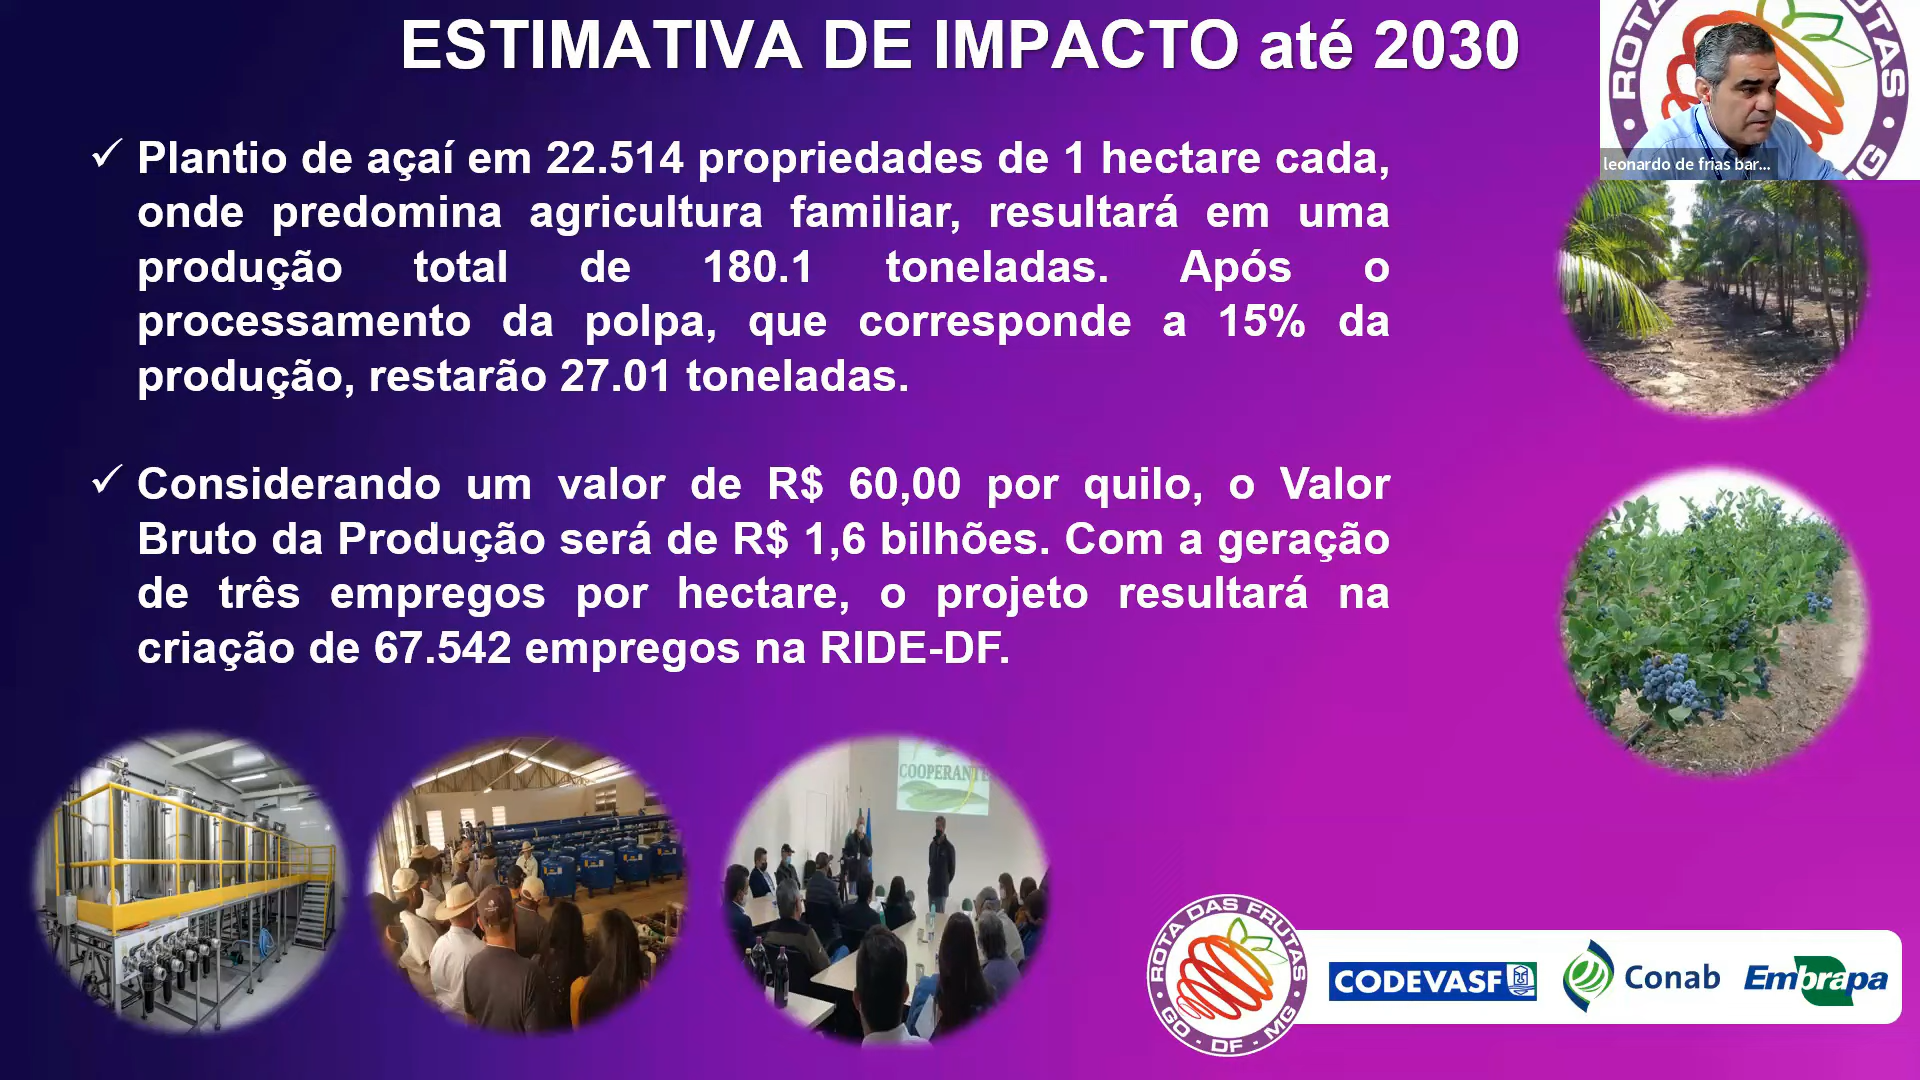 ESTIMATIVA DE IMPACTO até 2030
ROTA DAS FRUTAS
leonardo de frias bar...
✓ Plantio de açaí em 22.514 propriedades de 1 hectare cada,
onde predomina agricultura familiar, resultará em uma
produção total de 180.1 toneladas. Após o
processamento da polpa, que corresponde a 15% da
produção, restarão 27.01 toneladas.
✓ Considerando um valor de R$ 60,00 por quilo, o Valor
Bruto da Produção será de R$ 1,6 bilhões. Com a geração
de três empregos por hectare, o projeto resultará na
criação de 67.542 empregos na RIDE-DF.
COOPERANTE
ROTA DAS FRUTAS
GO - DF - MG
CODEVASF
Conab
Embrapa